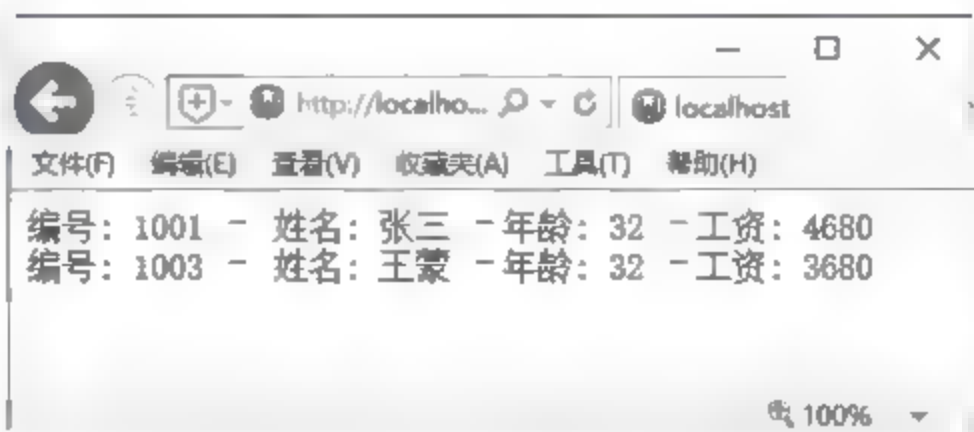 http://localho... localhost
文件(F) 编辑(E) 查看(V) 收藏夹(A) 工具(T) 帮助(H)
编号: 1001 - 姓名: 张三 -年龄: 32 -工资: 4680
编号: 1003 - 姓名: 王蒙 -年龄: 32 -工资: 3680
100%